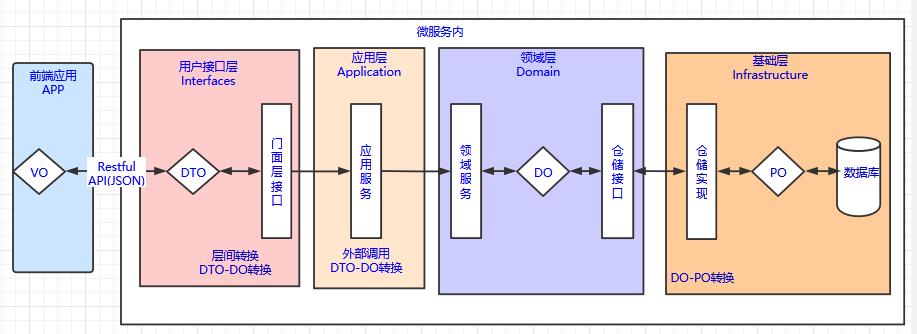 微服务内
前端应用
APP
VO
Restful
API(JSON)
用户接口层
Interfaces
DTO
门面层接口
层间转换
DTO-DO转换
应用层
Application
应用服务
外部调用
DTO-DO转换
领域层
Domain
领域服务
DO
仓储接口
基础层
Infrastructure
仓储实现
PO
数据库
DO-PO转换